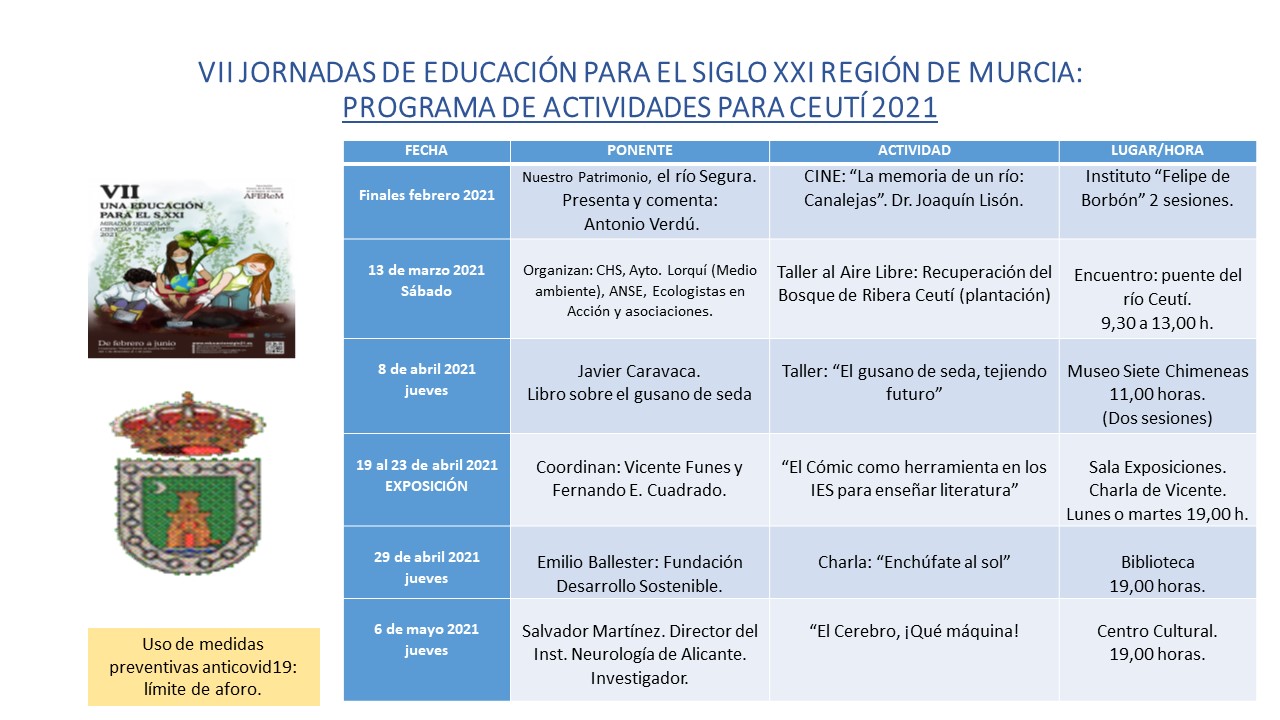 VII JORNADAS DE EDUCACIÓN PARA EL SIGLO XXI REGIÓN DE MURCIA:
PROGRAMA DE ACTIVIDADES PARA CEUTÍ 2021
VII
UNA EDUCACIÓN
PARA EL S.XXI
MIRADAS DESDE LAS
CIENCIAS Y LAS ARTES
2021
AFEReM
De febrero a junio
Uso de medidas
preventivas anticovid19:
límite de aforo.
FECHA PONENTE ACTIVIDAD LUGAR/HORA
Finales febrero 2021
Nuestro Patrimonio, el río Segura.
Presenta y comenta:
Antonio Verdú.
CINE: “La memoria de un río:
Canalejas”. Dr. Joaquín Lisón.
Instituto “Felipe de
Borbón” 2 sesiones.
13 de marzo 2021
Sábado
Organizan: CHS, Ayto. Lorquí (Medio
ambiente), ANSE, Ecologistas en
Acción y asociaciones.
Taller al Aire Libre: Recuperación del
Bosque de Ribera Ceutí (plantación)
Encuentro: puente del
río Ceutí.
9,30 a 13,00 h.
8 de abril 2021
jueves
Javier Caravaca.
Libro sobre el gusano de seda
Taller: “El gusano de seda, tejiendo
futuro”
Museo Siete Chimeneas
11,00 horas.
(Dos sesiones)
19 al 23 de abril 2021
EXPOSICIÓN
Coordinan: Vicente Funes y
Fernando E. Cuadrado.
“El Cómic como herramienta en los
IES para enseñar literatura”
Sala Exposiciones.
Charla de Vicente.
Lunes o martes 19,00 h.
29 de abril 2021
jueves
Emilio Ballester: Fundación
Desarrollo Sostenible.
Charla: “Enchúfate al sol”
Biblioteca
19,00 horas.
6 de mayo 2021
jueves
Salvador Martínez. Director del
Inst. Neurología de Alicante.
Investigador.
“El Cerebro, ¡Qué máquina!
Centro Cultural.
19,00 horas.